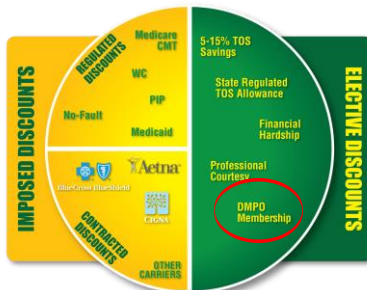 IMPOSED DISCOUNTS
REGULATED
DISCOUNTS
Medicare
CMT
WC
PIP
No-Fault
Medicaid
BlueCross BlueShield
Aetna
CIGNA
CONTRACTED
DISCOUNTS
OTHER
CARRIERS
5-15% TOS
Savings
State Regulated
TOS Allowance
Financial
Hardship
Professional
Courtesy
DMPO
Membership
ELECTIVE DISCOUNTS